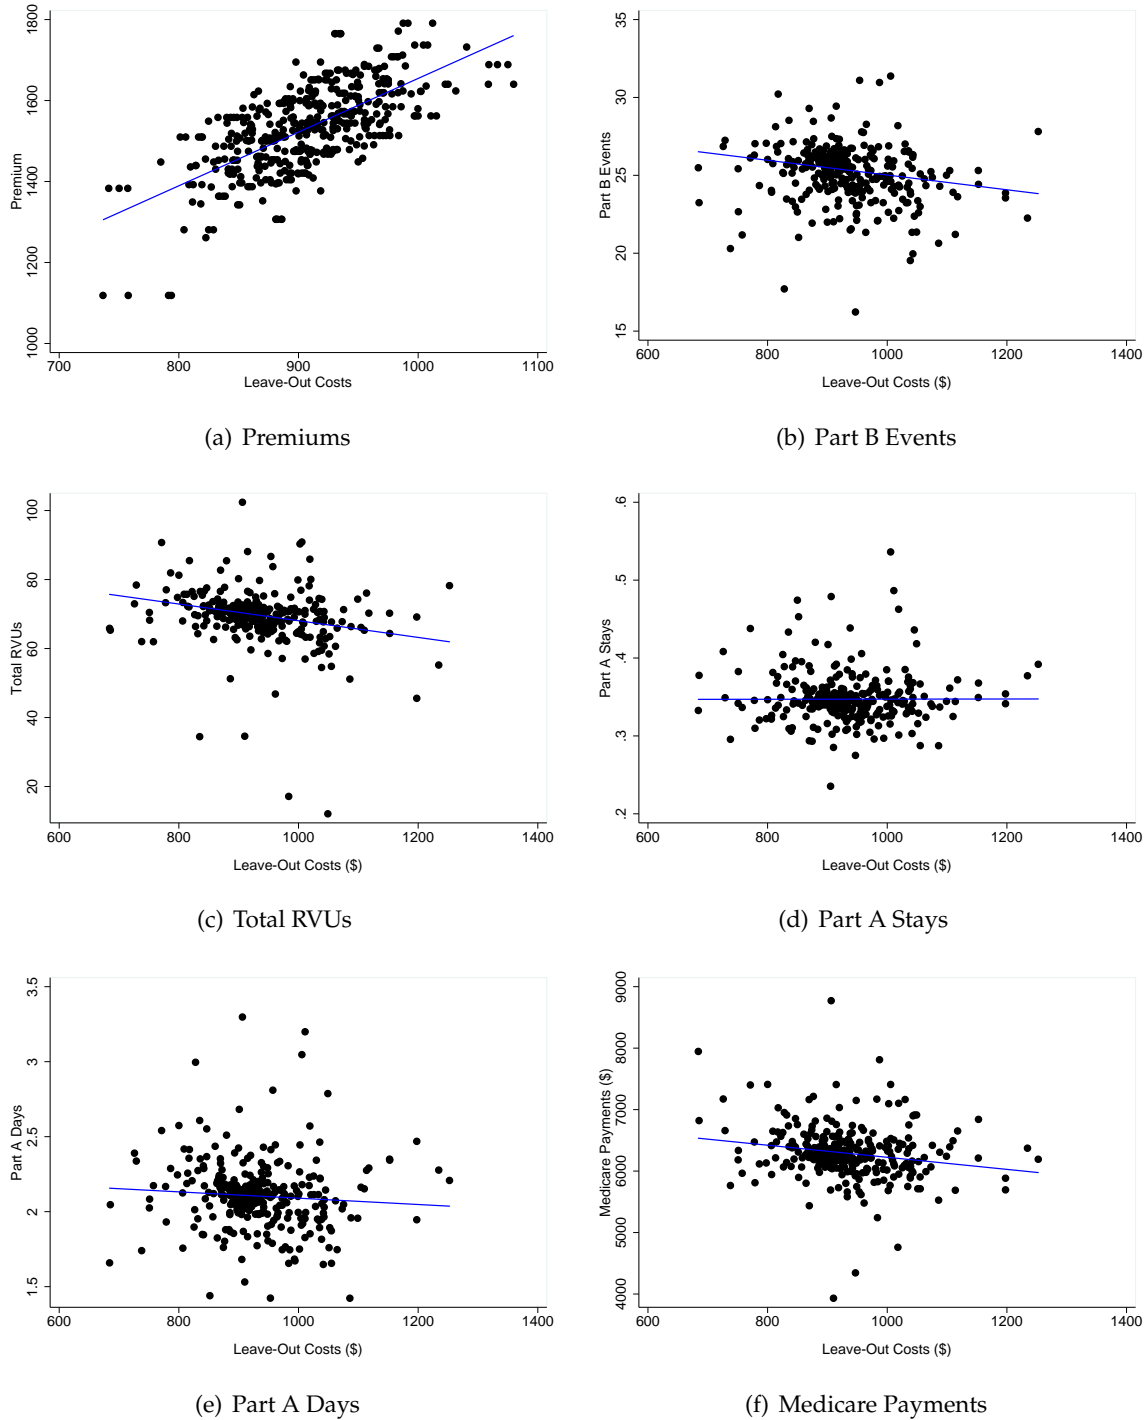 Premium
1000 1200 1400 1600 1800
700 800 900 1000 1100
Leave-Out Costs
(a) Premiums
Part B Events
15 20 25 30 35
600 800 1000 1200 1400
Leave-Out Costs ($)
(b) Part B Events
Total RVUs
20 40 60 80 100
600 800 1000 1200 1400
Leave-Out Costs ($)
(c) Total RVUs
Part A Stays
.2 .3 .4 .5 .6
600 800 1000 1200 1400
Leave-Out Costs ($)
(d) Part A Stays
Part A Days
1.5 2 2.5 3 3.5
600 800 1000 1200 1400
Leave-Out Costs ($)
(e) Part A Days
Medicare Payments ($)
4000 5000 6000 7000 8000 9000
600 800 1000 1200 1400
Leave-Out Costs ($)
(f) Medicare Payments